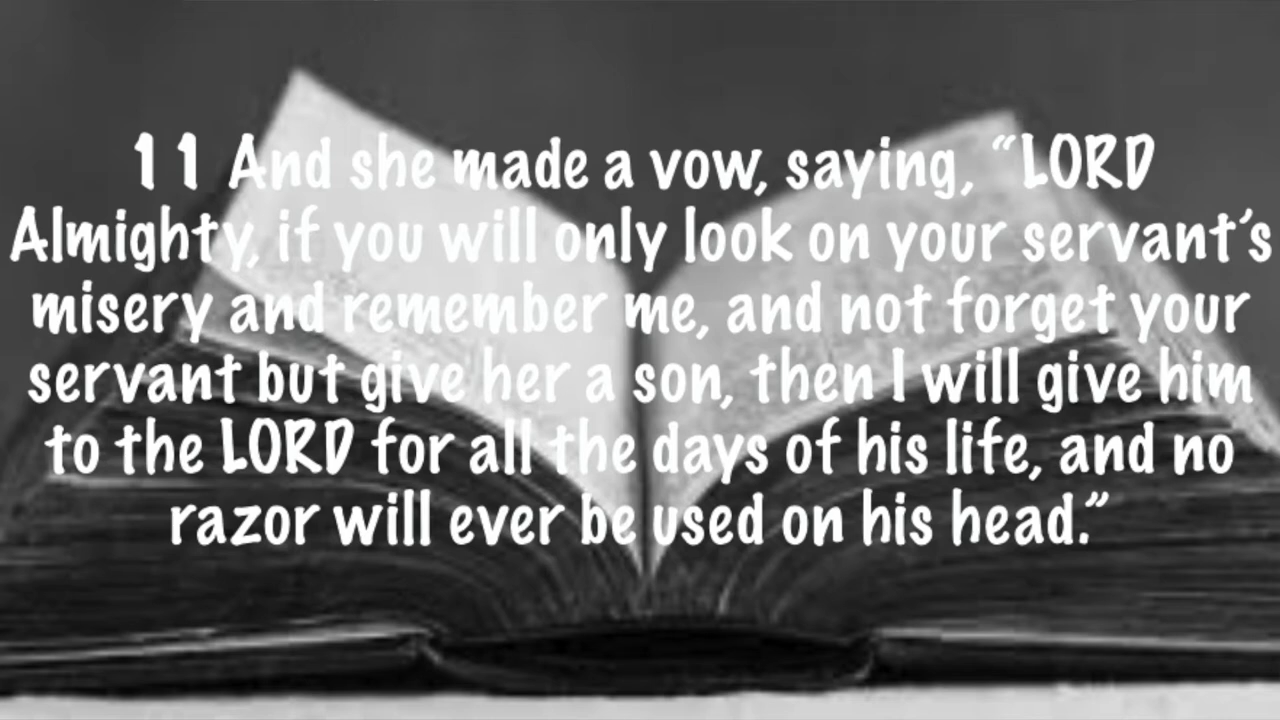 11 And she made a vow, saying, “LORD
Almighty, if you will only look on your servant’s
misery and remember me, and not forget your
servant but give her a son, then I will give him
to the LORD for all the days of his life, and no
razor will ever be used on his head.”